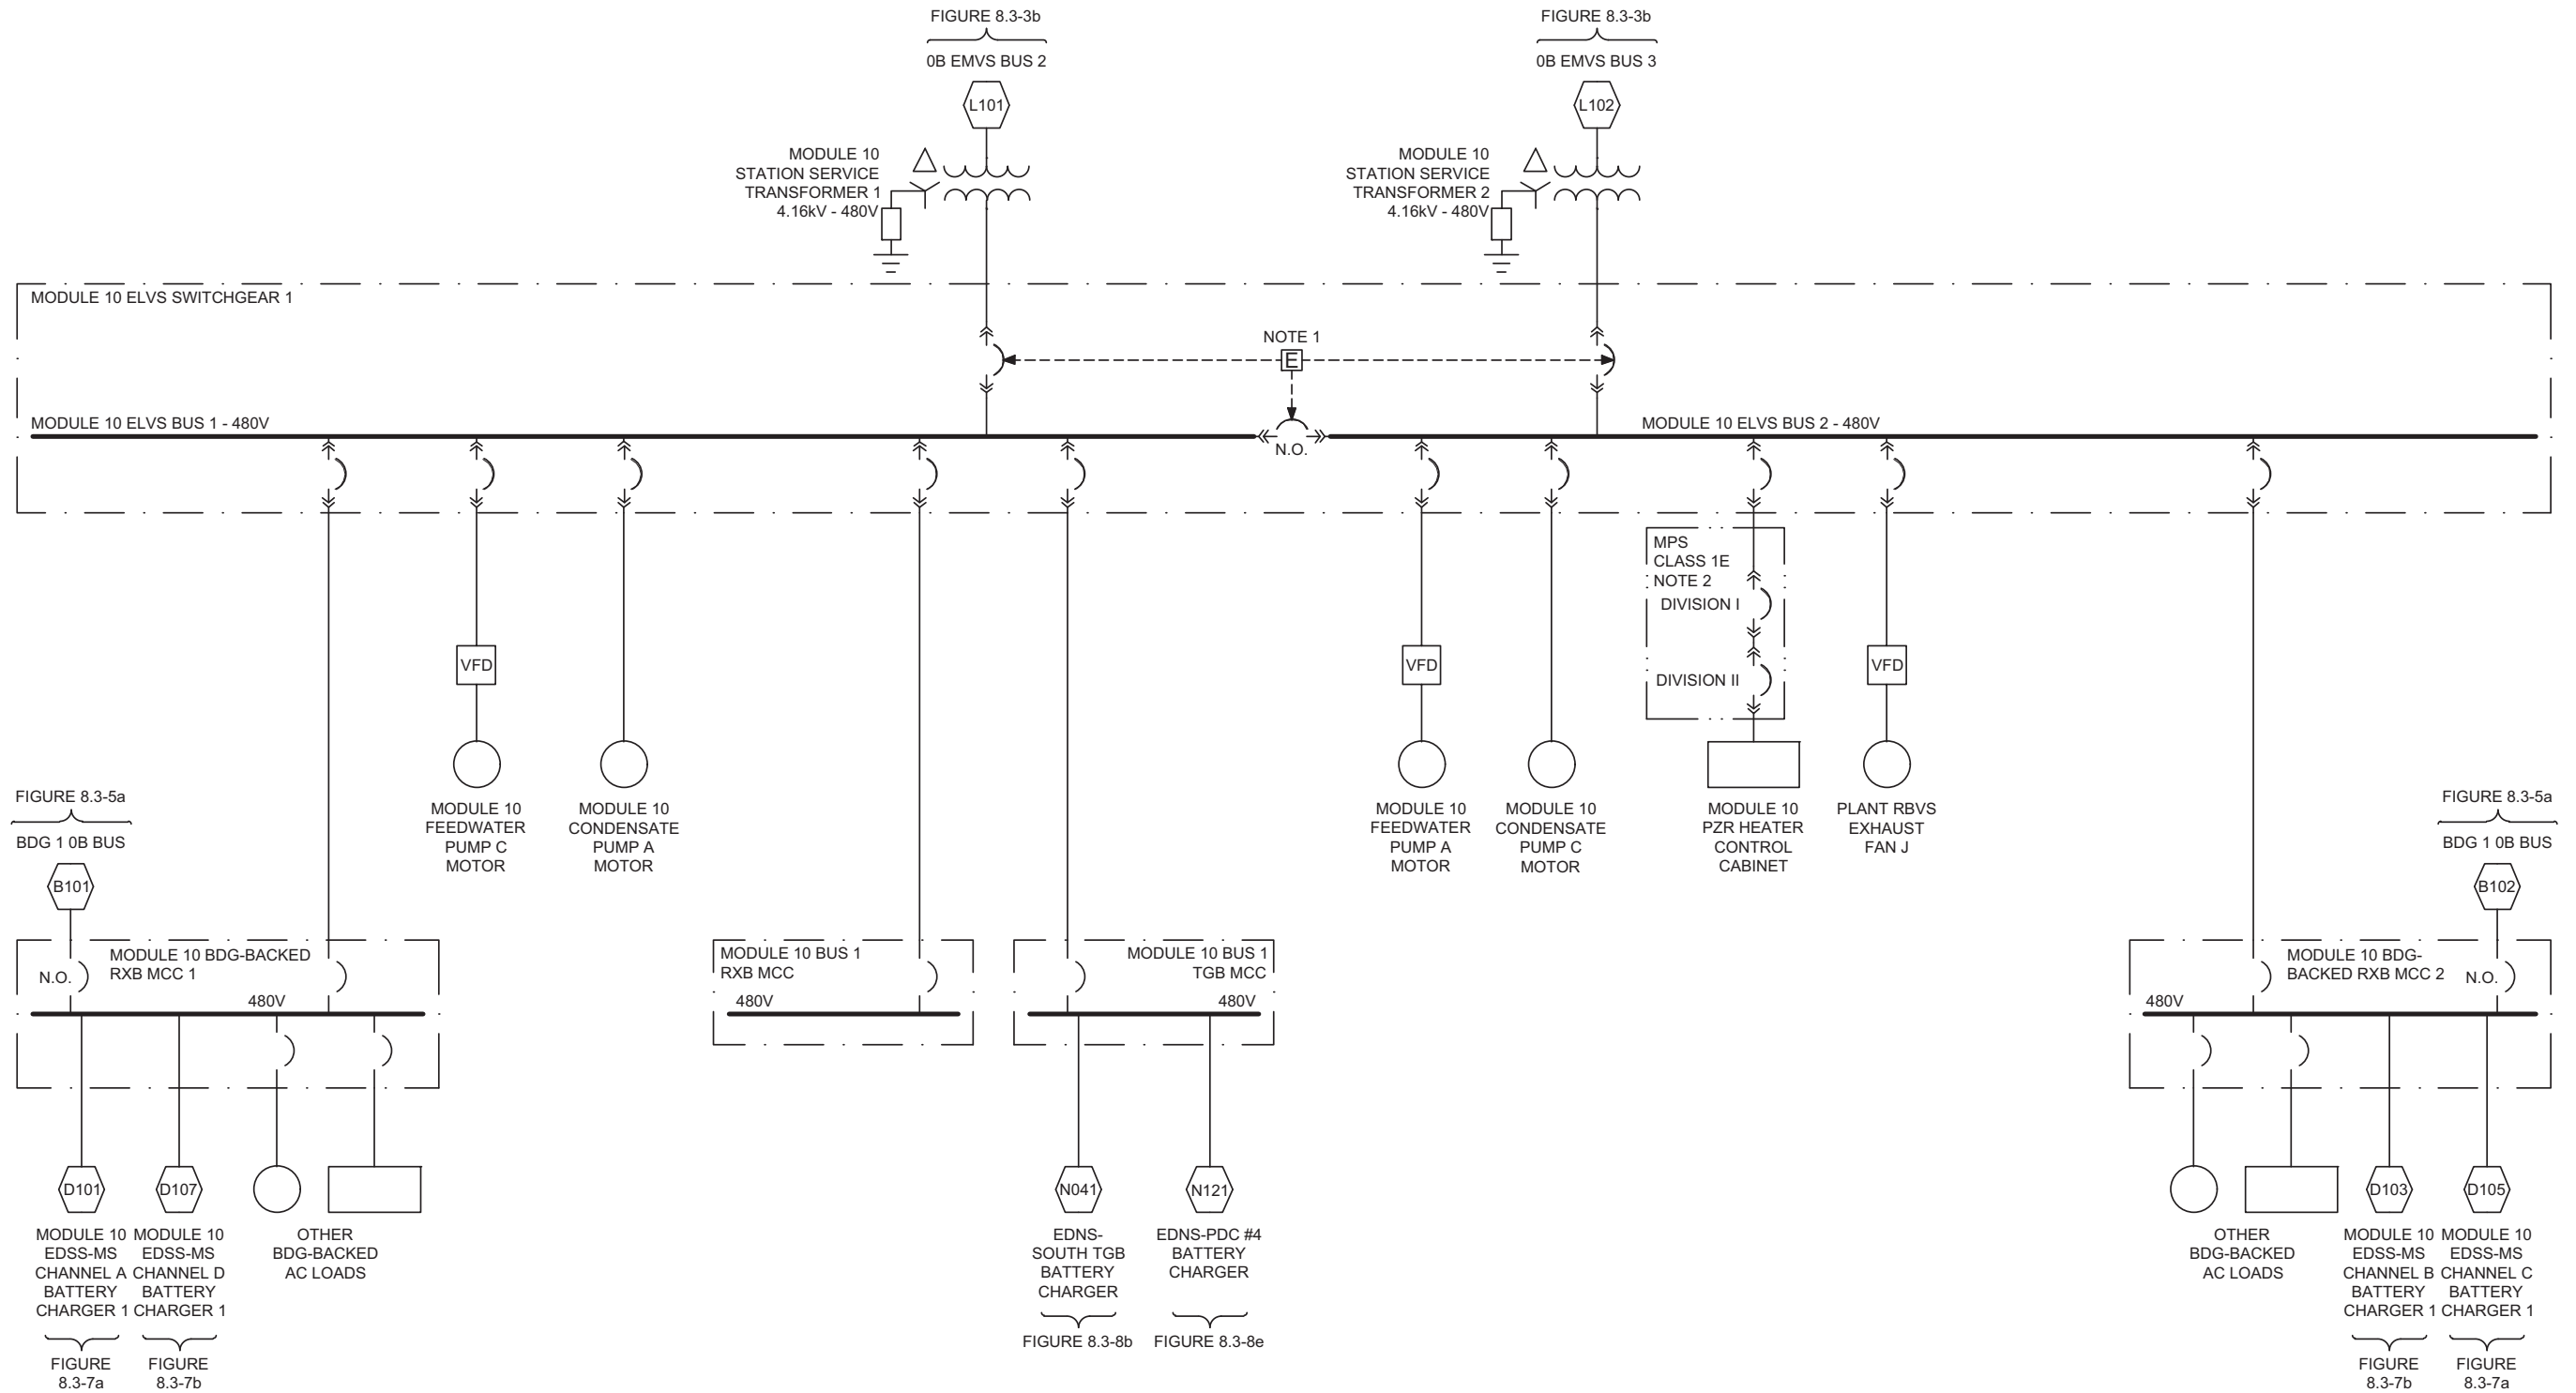 FIGURE 8.3-3b
0B EMVS BUS 2
L101
MODULE 10
STATION SERVICE
TRANSFORMER 1
4.16kV - 480V
FIGURE 8.3-3b
0B EMVS BUS 3
L102
MODULE 10
STATION SERVICE
TRANSFORMER 2
4.16kV - 480V
MODULE 10 ELVS SWITCHGEAR 1
NOTE 1
E
MODULE 10 ELVS BUS 1 - 480V
N.O.
MODULE 10 ELVS BUS 2 - 480V
MPS
CLASS 1E
NOTE 2
DIVISION I
DIVISION II
VFD
VFD
VFD
MODULE 10
FEEDWATER
PUMP C
MOTOR
MODULE 10
CONDENSATE
PUMP A
MOTOR
MODULE 10
FEEDWATER
PUMP A
MOTOR
MODULE 10
CONDENSATE
PUMP C
MOTOR
MODULE 10
PZR HEATER
CONTROL
CABINET
PLANT RBVS
EXHAUST
FAN J
FIGURE 8.3-5a
BDG 1 0B BUS
B101
FIGURE 8.3-5a
BDG 1 0B BUS
B102
N.O.
MODULE 10 BDG-BACKED
RXB MCC 1
480V
MODULE 10 BUS 1
RXB MCC
480V
MODULE 10 BUS 1
TGB MCC
480V
MODULE 10 BDG-
BACKED RXB MCC 2
N.O.
480V
D101
MODULE 10
EDSS-MS
CHANNEL A
BATTERY
CHARGER 1
FIGURE
8.3-7a
D107
MODULE 10
EDSS-MS
CHANNEL D
BATTERY
CHARGER 1
FIGURE
8.3-7b
OTHER
BDG-BACKED
AC LOADS
N041
EDNS-
SOUTH TGB
BATTERY
CHARGER
FIGURE 8.3-8b
N121
EDNS-PDC #4
BATTERY
CHARGER
FIGURE 8.3-8e
OTHER
BDG-BACKED
AC LOADS
D103
MODULE 10
EDSS-MS
CHANNEL B
BATTERY
CHARGER 1
FIGURE
8.3-7b
D105
MODULE 10
EDSS-MS
CHANNEL C
BATTERY
CHARGER 1
FIGURE
8.3-7a